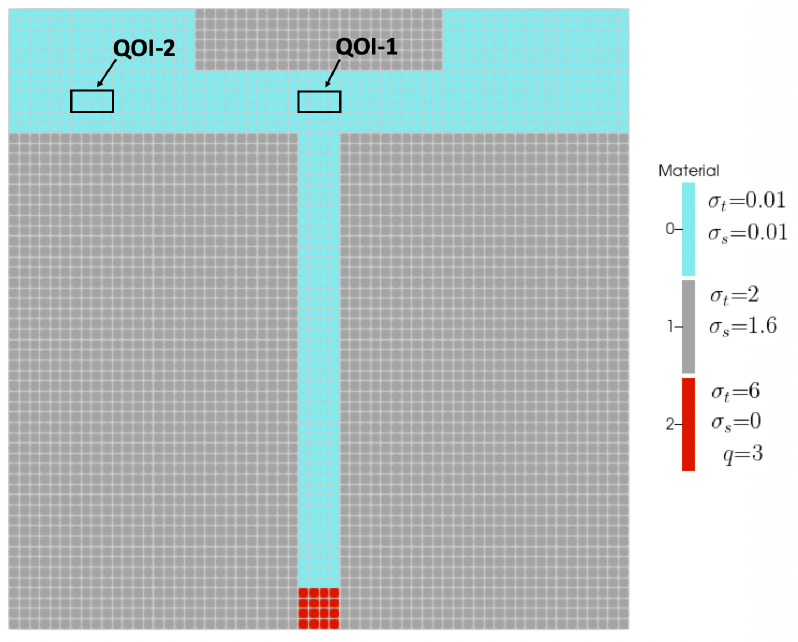 QOI-2
QOI-1
Material
0
σₜ=0.01
σₛ=0.01
1
σₜ=2
σₛ=1.6
2
σₜ=6
σₛ=0
q=3